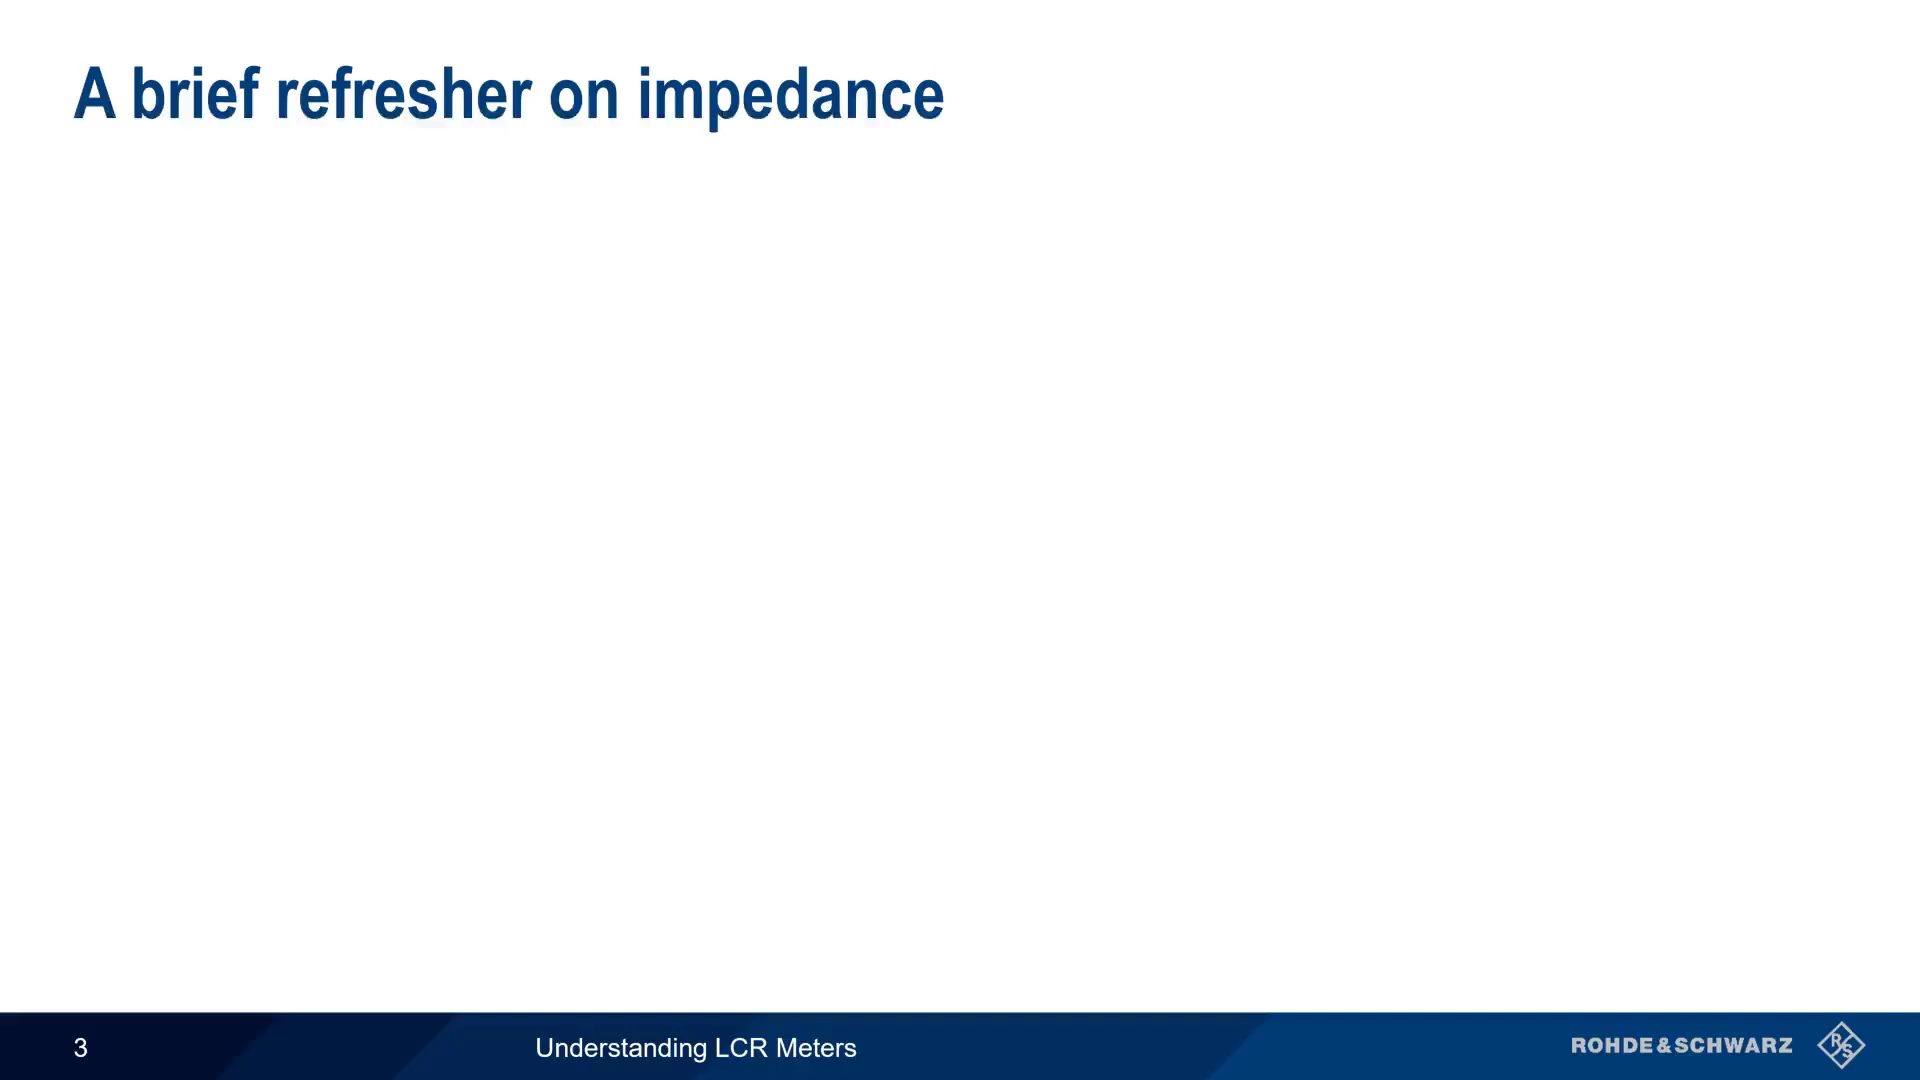 A brief refresher on impedance
3
Understanding LCR Meters
ROHDE&SCHWARZ
R S